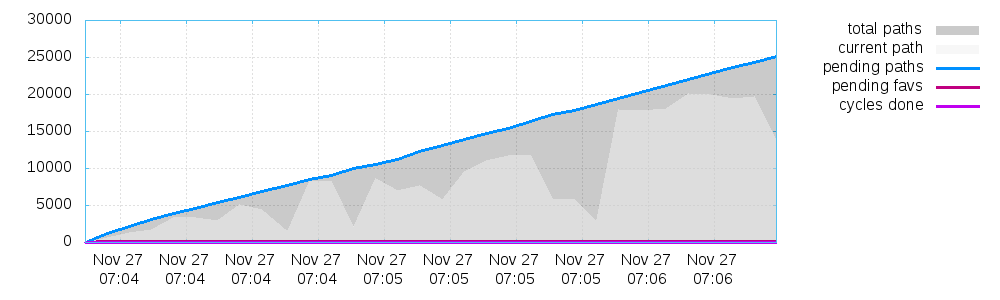 30000
25000
20000
15000
10000
5000
0
Nov 27 Nov 27 Nov 27 Nov 27 Nov 27 Nov 27 Nov 27 Nov 27 Nov 27 Nov 27
07:04 07:04 07:04 07:04 07:05 07:05 07:05 07:05 07:06 07:06
total paths
current path
pending paths
pending favs
cycles done